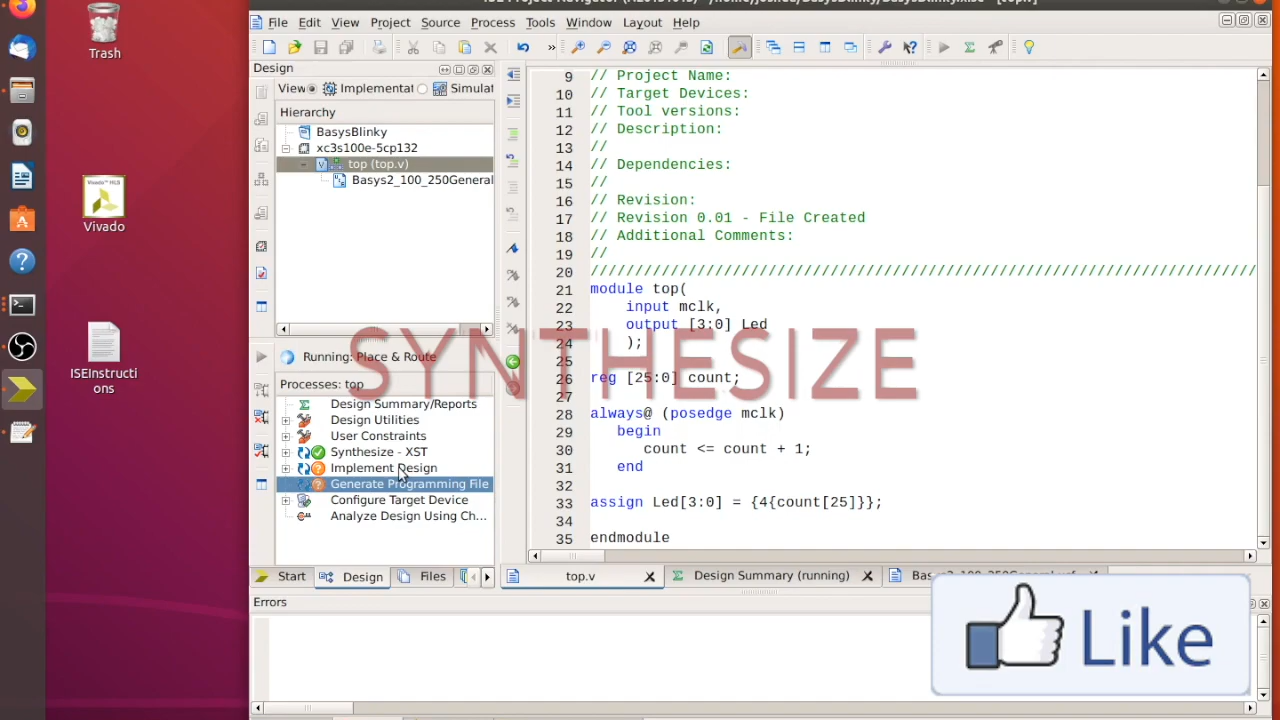 File Edit View Project Source Process Tools Window Layout Help
Trash
Vivado™ HLS
Vivado
ISEInstructi
ons
Design
View Implementat Simulat
Hierarchy
BasysBlinky
xc3s100e-5cp132
top (top.v)
Basys2_100_250General
Running: Place & Route
Processes: top
Design Summary/Reports
Design Utilities
User Constraints
Synthesize - XST
Implement Design
Generate Programming File
Configure Target Device
Analyze Design Using Ch...
Start Design Files
9 // Project Name:
10 // Target Devices:
11 // Tool versions:
12 // Description:
13 //
14 // Dependencies:
15 //
16 // Revision:
17 // Revision 0.01 - File Created
18 // Additional Comments:
19 //
20 //////////////////////////////////////////////////////////////////////////
21 module top(
22 input mclk,
23 output [3:0] Led
24 );
25
26 reg [25:0] count;
27
28 always@ (posedge mclk)
29 begin
30 count <= count + 1;
31 end
32
33 assign Led[3:0] = {4{count[25]}};
34
35 endmodule
SYNTHESIZE
top.v Design Summary (running)
Errors
Like